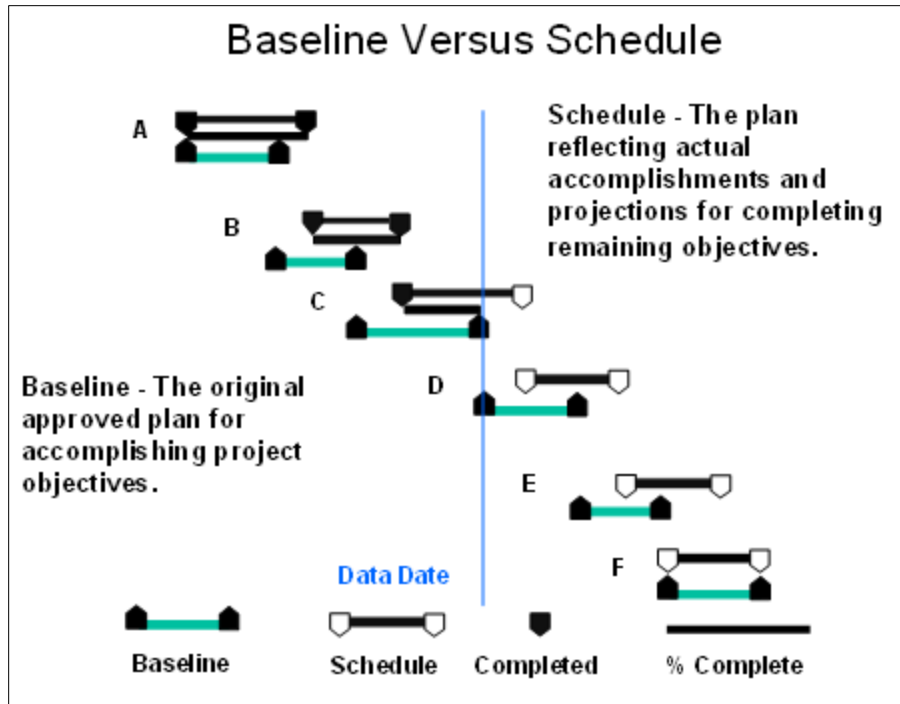 Baseline Versus Schedule
A
Schedule - The plan
reflecting actual
accomplishments and
projections for completing
remaining objectives.
B
C
Baseline - The original
approved plan for
accomplishing project
objectives.
D
E
F
Data Date
Baseline
Schedule
Completed
% Complete